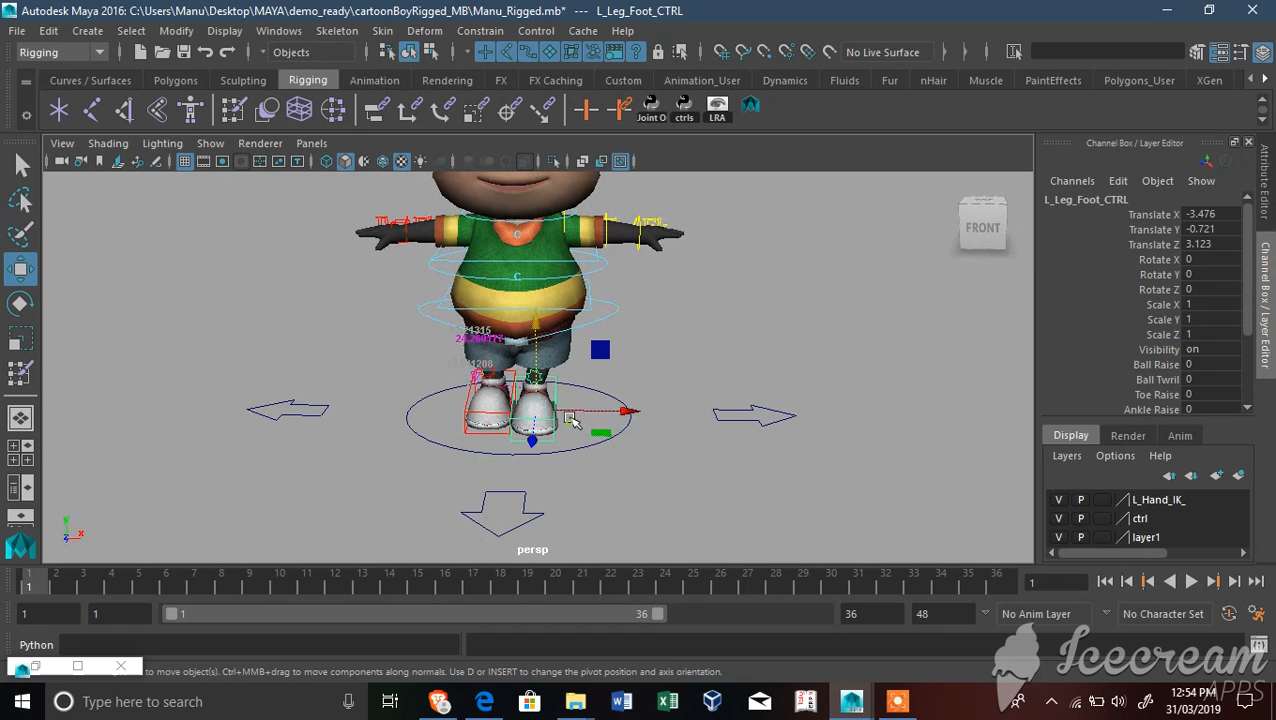 Autodesk Maya 2016: C:\Users\Manu\Desktop\MAYA\demo_ready\cartoonBoyRigged_MB\Manu_Rigged.mb* - L_Leg_Foot_CTRL
File Edit Create Select Modify Display Windows Skeleton Skin Deform Constrain Control Cache Help
Rigging Objects No Live Surface
Curves / Surfaces Polygons Sculpting Rigging Animation Rendering FX FX Caching Custom Animation_User Dynamics Fluids Fur nHair Muscle PaintEffects Polygons_User XGen
Joint O ctrls LRA
View Shading Lighting Show Renderer Panels
Channel Box / Layer Editor
Channels Edit Object Show
L_Leg_Foot_CTRL
Translate X -3.476
Translate Y -0.721
Translate Z 3.123
Rotate X 0
Rotate Y 0
Rotate Z 0
Scale X 1
Scale Y 1
Scale Z 1
Visibility on
Ball Raise 0
Ball Twril 0
Toe Raise 0
Ankle Raise 0
Attribute Editor
Channel Box / Layer Editor
FRONT
C
C
persp
y
z x
Display Render Anim
Layers Options Help
V P L_Hand_IK_
V P ctrl
V P layer1
1 2 3 4 5 6 7 8 9 10 11 12 13 14 15 16 17 18 19 20 21 22 23 24 25 26 27 28 29 30 31 32 33 34 35 36
1 1
1 1 1 36 36 48 No Anim Layer No Character Set
Python
to move object(s). Ctrl+MMB+drag to move components along normals. Use D or INSERT to change the pivot position and axis orientation.
Icecream
APPS
Type here to search
12:54 PM
31/03/2019